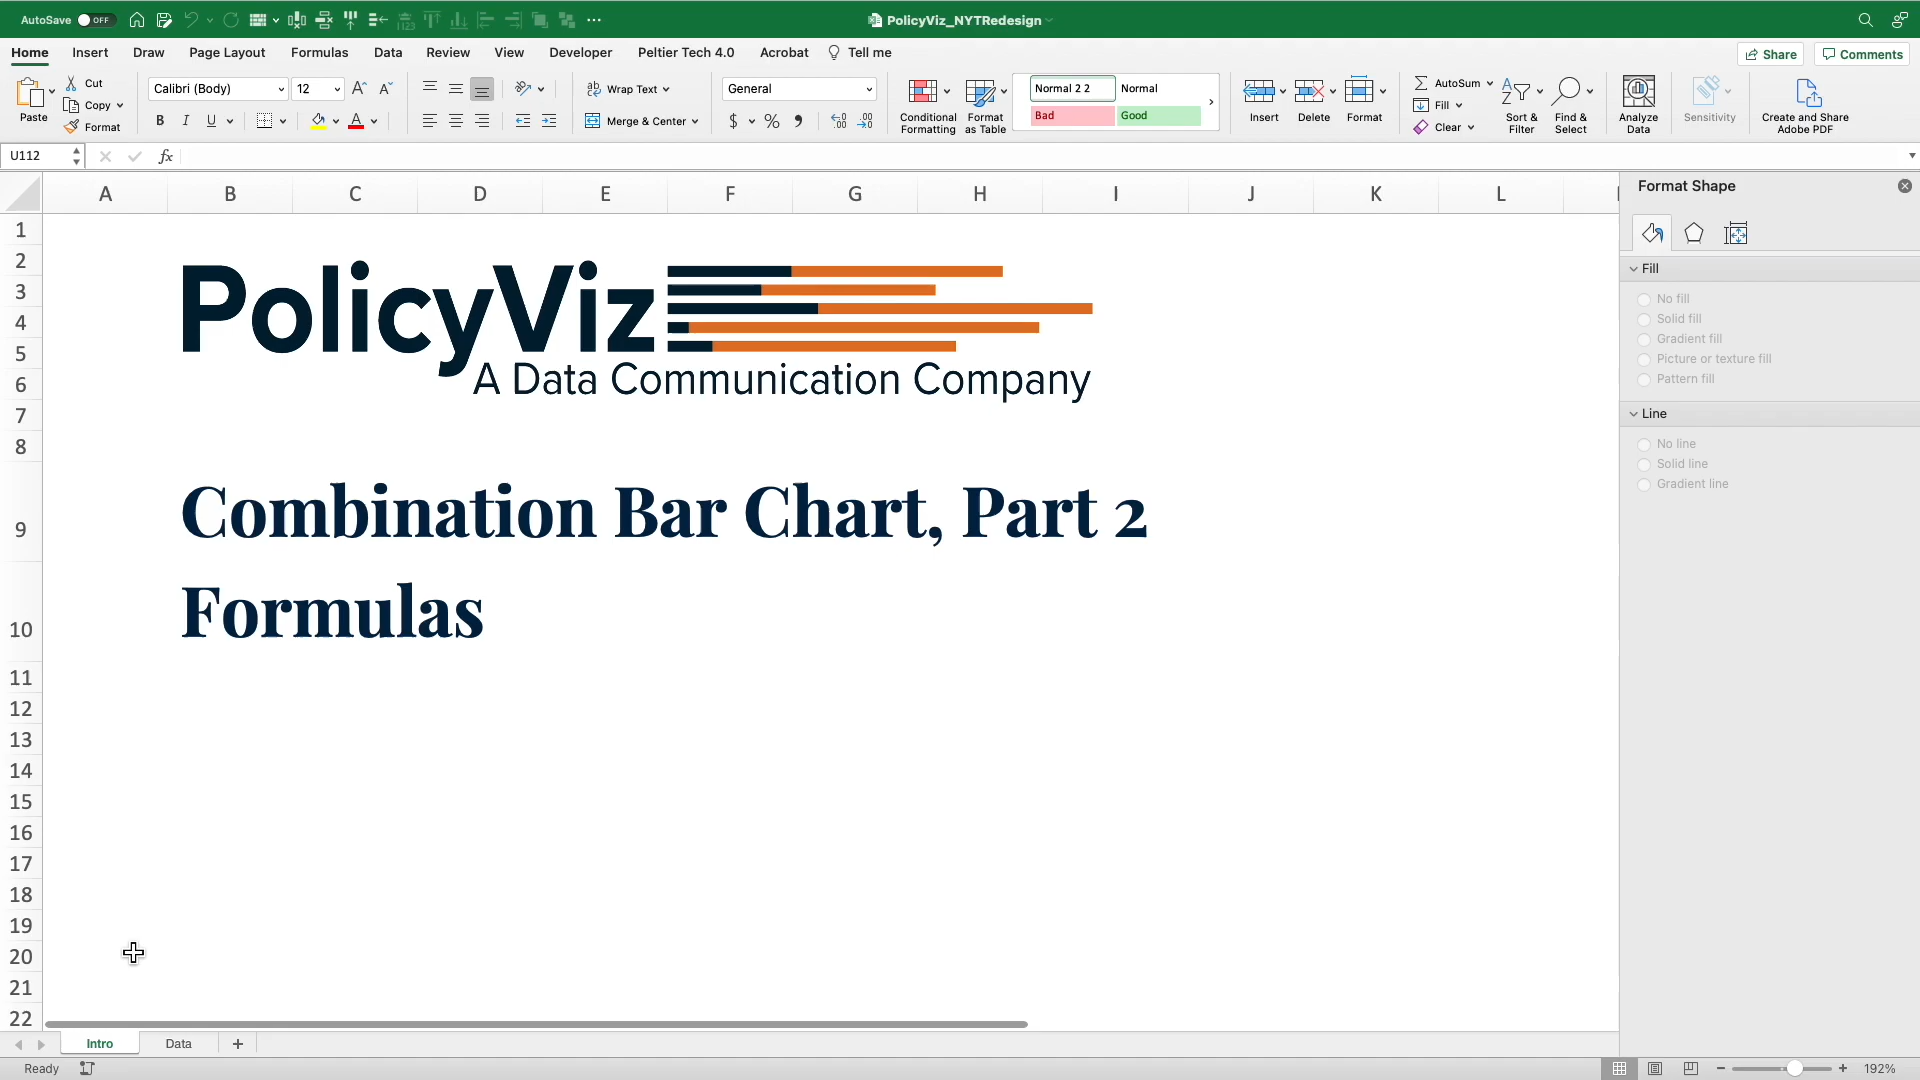 AutoSave OFF PolicyViz_NYTRedesign
Home Insert Draw Page Layout Formulas Data Review View Developer Peltier Tech 4.0 Acrobat Tell me Share Comments
Paste Cut Copy Format
Calibri (Body) 12
B I U A
Wrap Text
Merge & Center
General
$ %
Conditional Formatting
Format as Table
Normal 2 2 Normal
Bad Good
Insert Delete Format
AutoSum
Fill
Clear
Sort & Filter
Find & Select
Analyze Data
Sensitivity
Create and Share Adobe PDF
U112 fx
A B C D E F G H I J K L
Format Shape
1
2
3
4
5
6
7
8
9
10
11
12
13
14
15
16
17
18
19
20
21
22
PolicyViz
A Data Communication Company
Combination Bar Chart, Part 2
Formulas
Fill
No fill
Solid fill
Gradient fill
Picture or texture fill
Pattern fill
Line
No line
Solid line
Gradient line
Intro Data +
Ready 192%